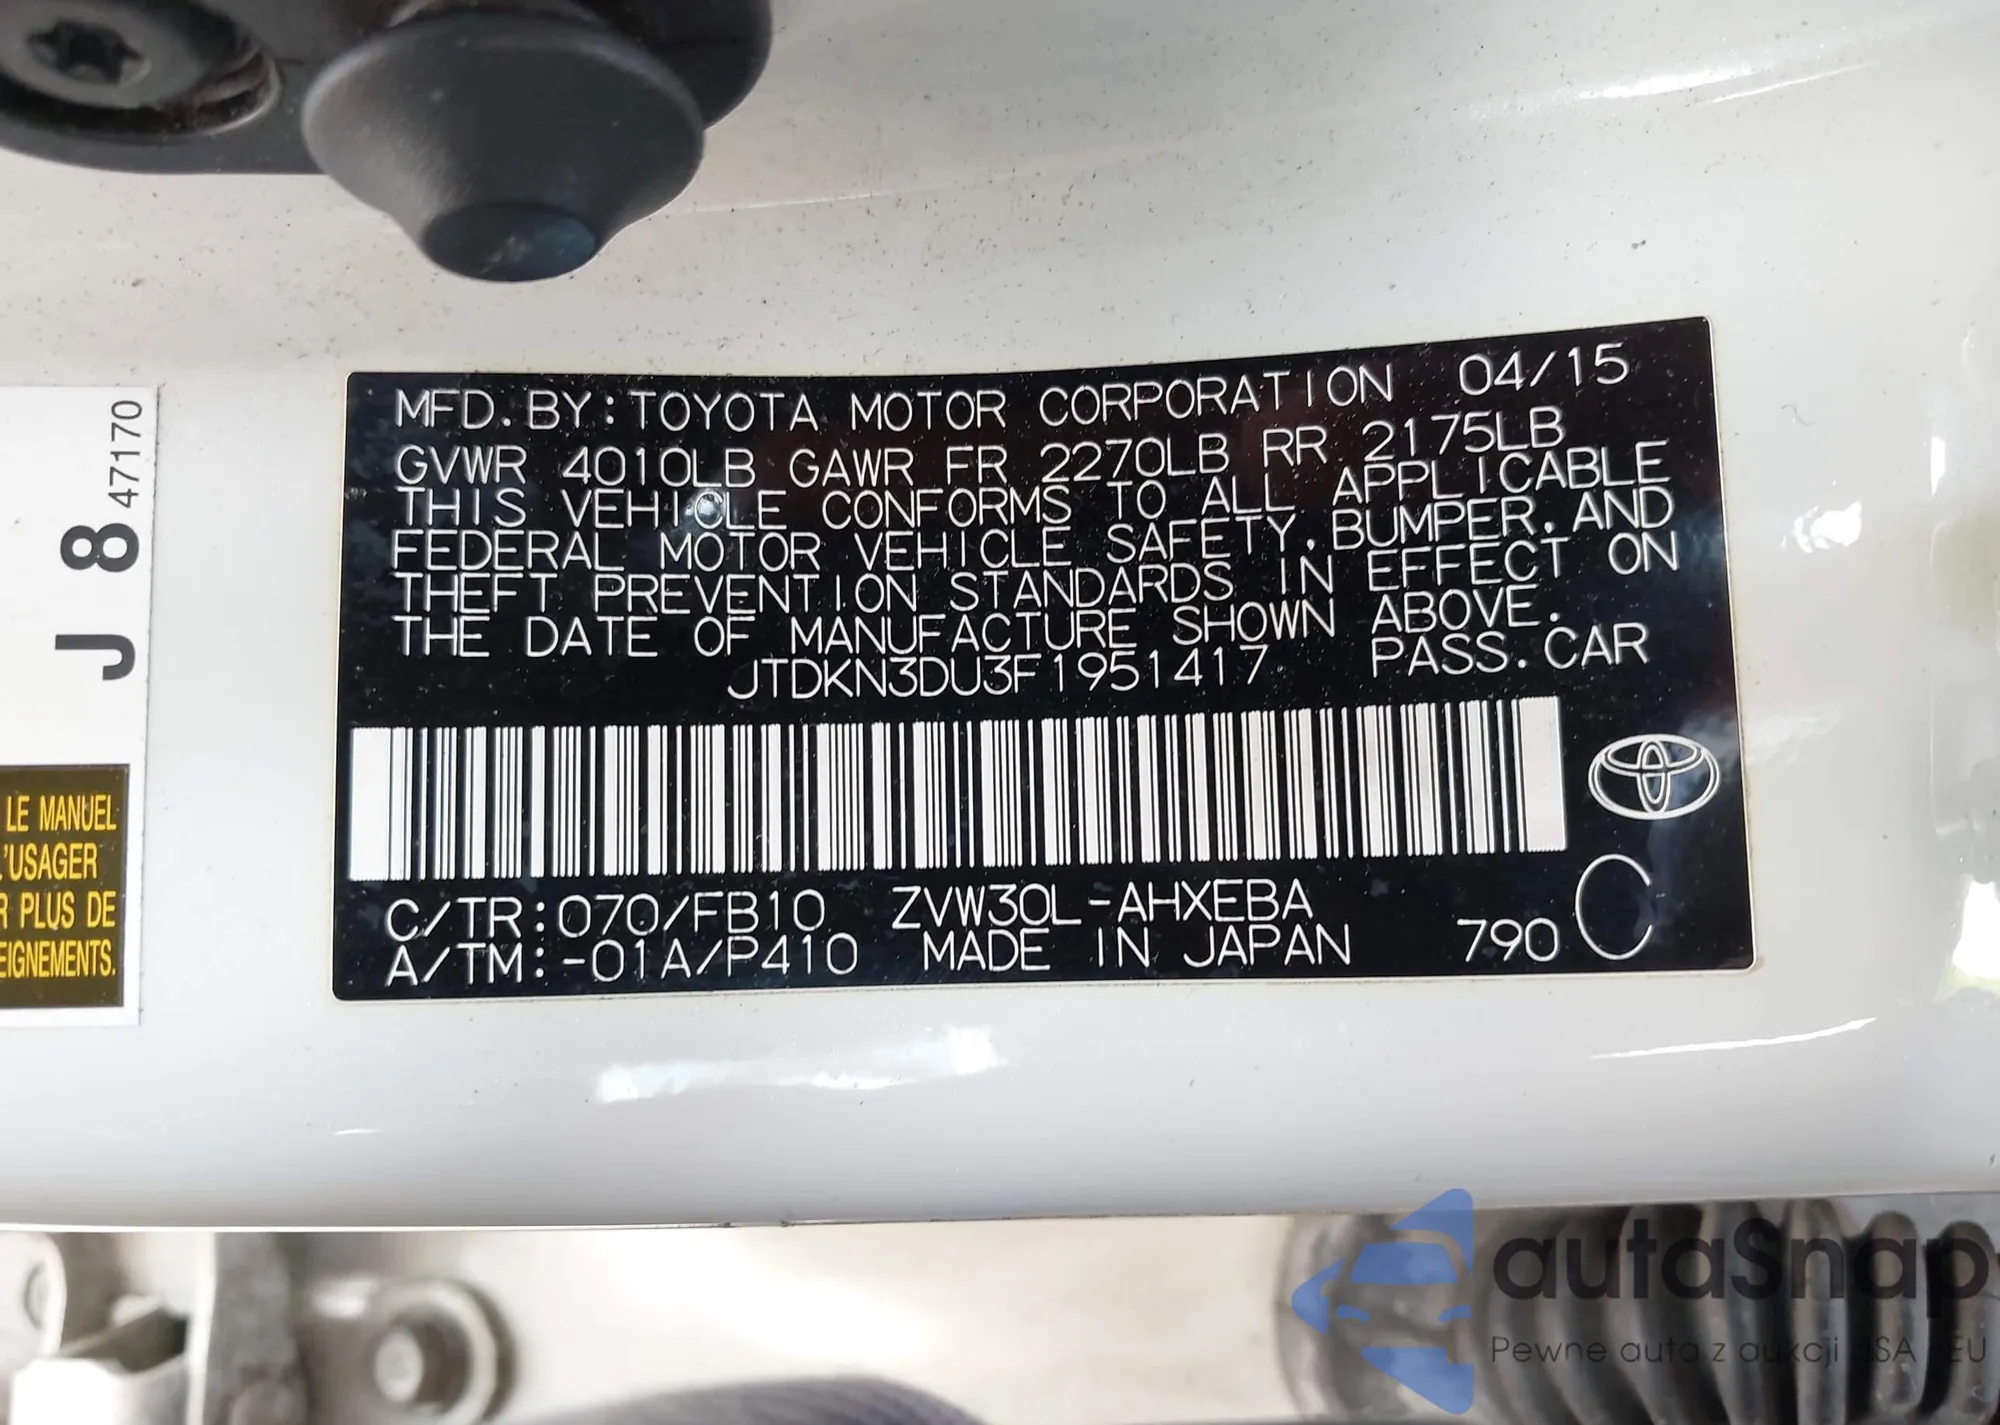 MFD. BY: TOYOTA MOTOR CORPORATION 04/15
GVWR 4010LB GAWR FR 2270LB RR 2175LB
THIS VEHICLE CONFORMS TO ALL APPLICABLE
FEDERAL MOTOR VEHICLE SAFETY, BUMPER, AND
THEFT PREVENTION STANDARDS IN EFFECT ON
THE DATE OF MANUFACTURE SHOWN ABOVE.
JTDKN3DU3F1951417 PASS. CAR
C/TR: 070/FB10 ZVW30L-AHXEBA
A/TM: -01A/P410 MADE IN JAPAN 790 C
J 8 47170
LE MANUEL
L'USAGER
R PLUS DE
EIGNEMENTS.
autaSnap
Pewne auta z aukcji USA EU